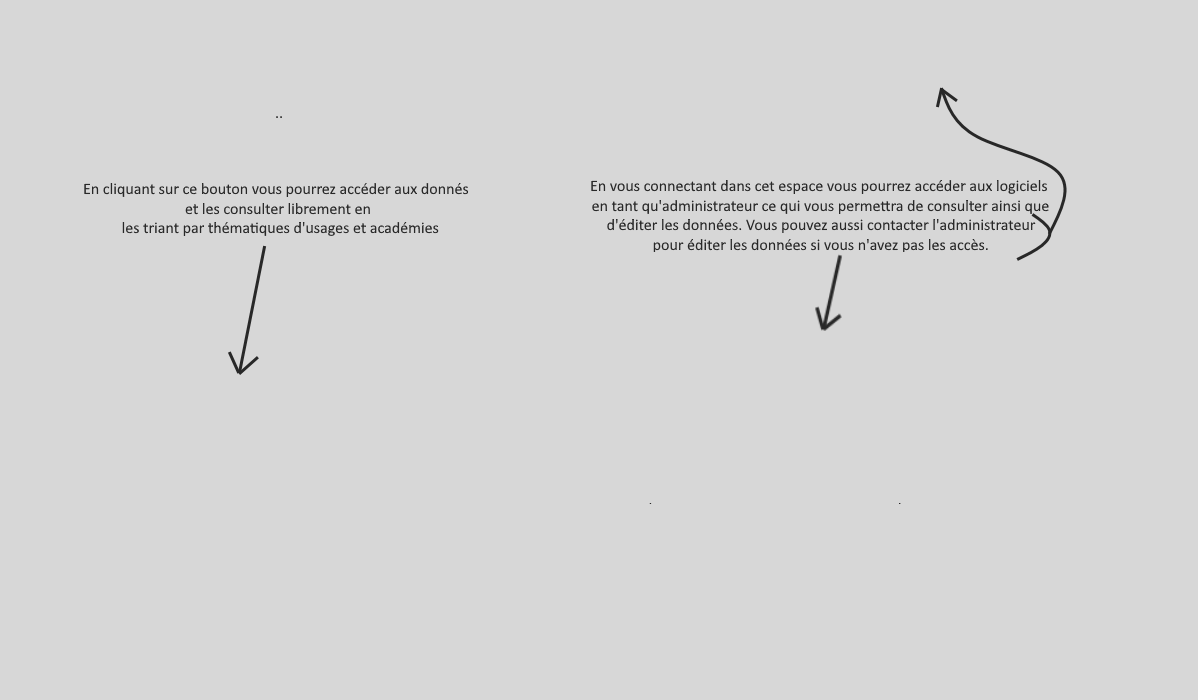 En cliquant sur ce bouton vous pourrez accéder aux donnés
et les consulter librement en
les triant par thématiques d'usages et académies
En vous connectant dans cet espace vous pourrez accéder aux logiciels
en tant qu'administrateur ce qui vous permettra de consulter ainsi que
d'éditer les données. Vous pouvez aussi contacter l'administrateur
pour éditer les données si vous n'avez pas les accès.